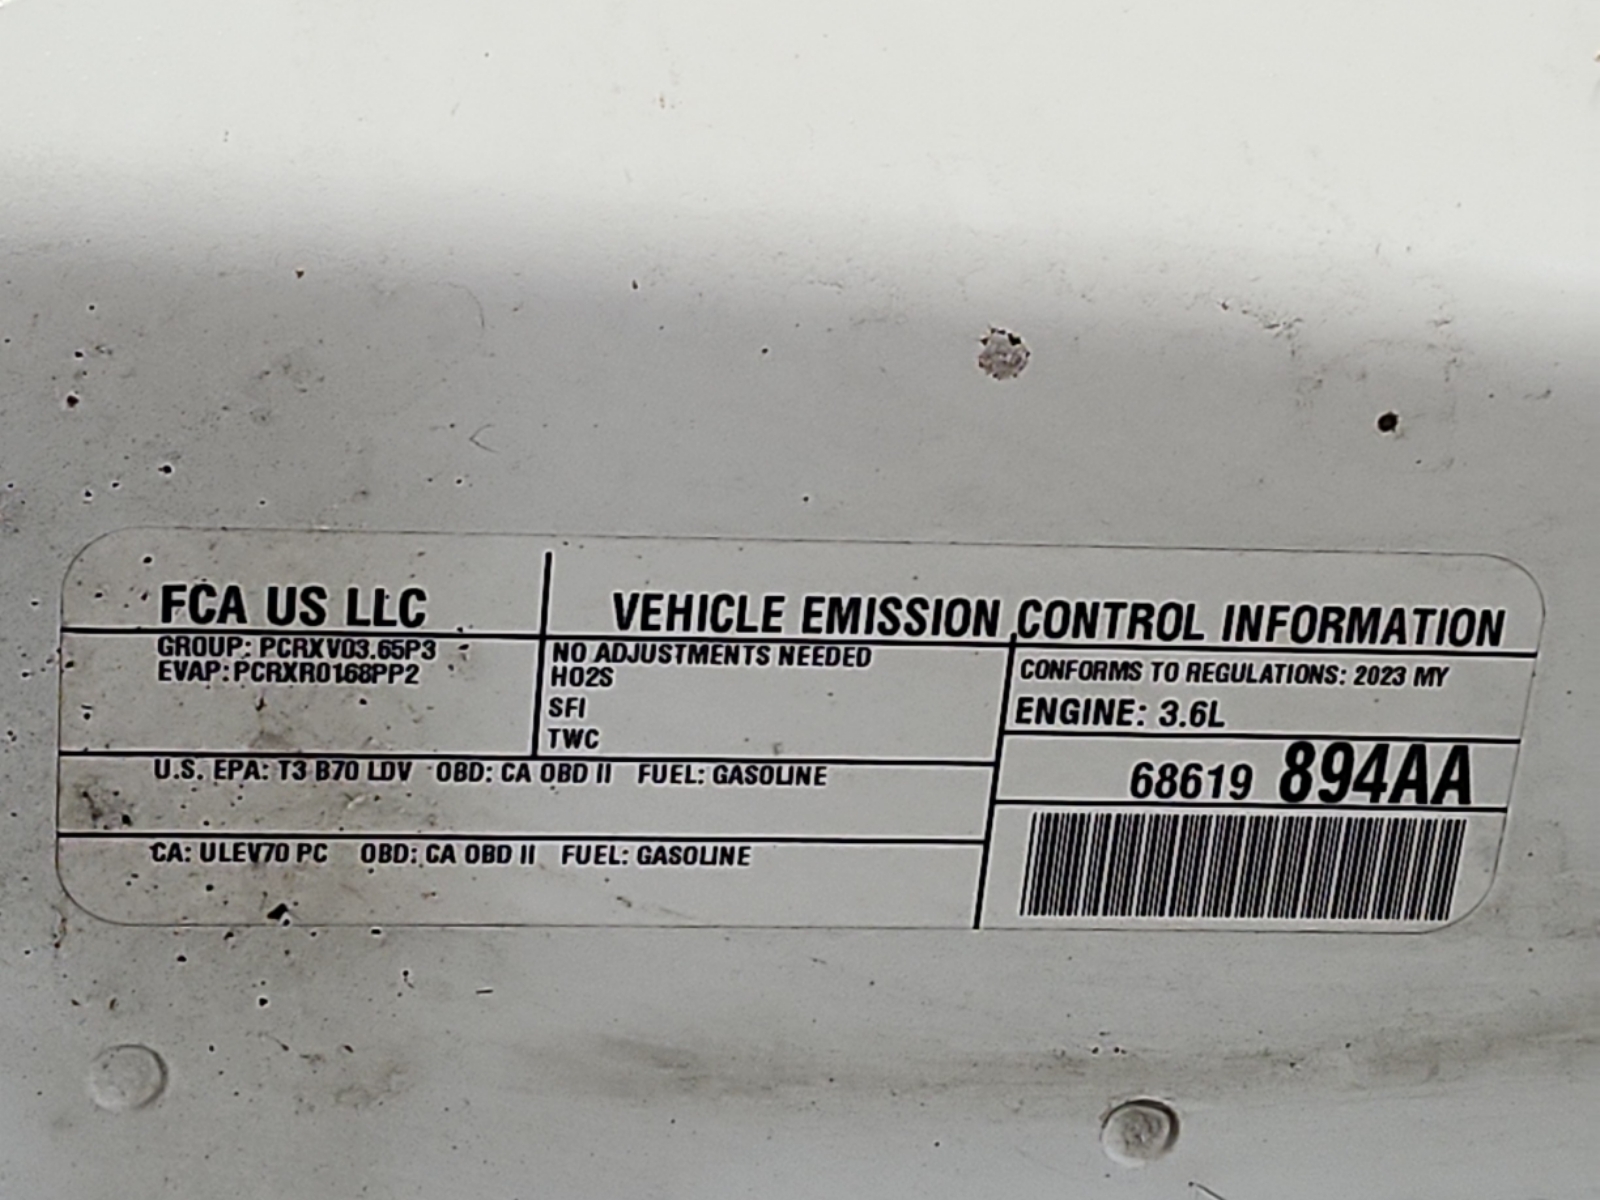 FCA US LLC
VEHICLE EMISSION CONTROL INFORMATION
GROUP: PCRXV03.65P3
EVAP: PCRXR0168PP2
NO ADJUSTMENTS NEEDED
HO2S
SFI
TWC
CONFORMS TO REGULATIONS: 2023 MY
ENGINE: 3.6L
68619 894AA
U.S. EPA: T3 B70 LDV OBD: CA OBD II FUEL: GASOLINE
CA: ULEV70 PC OBD: CA OBD II FUEL: GASOLINE